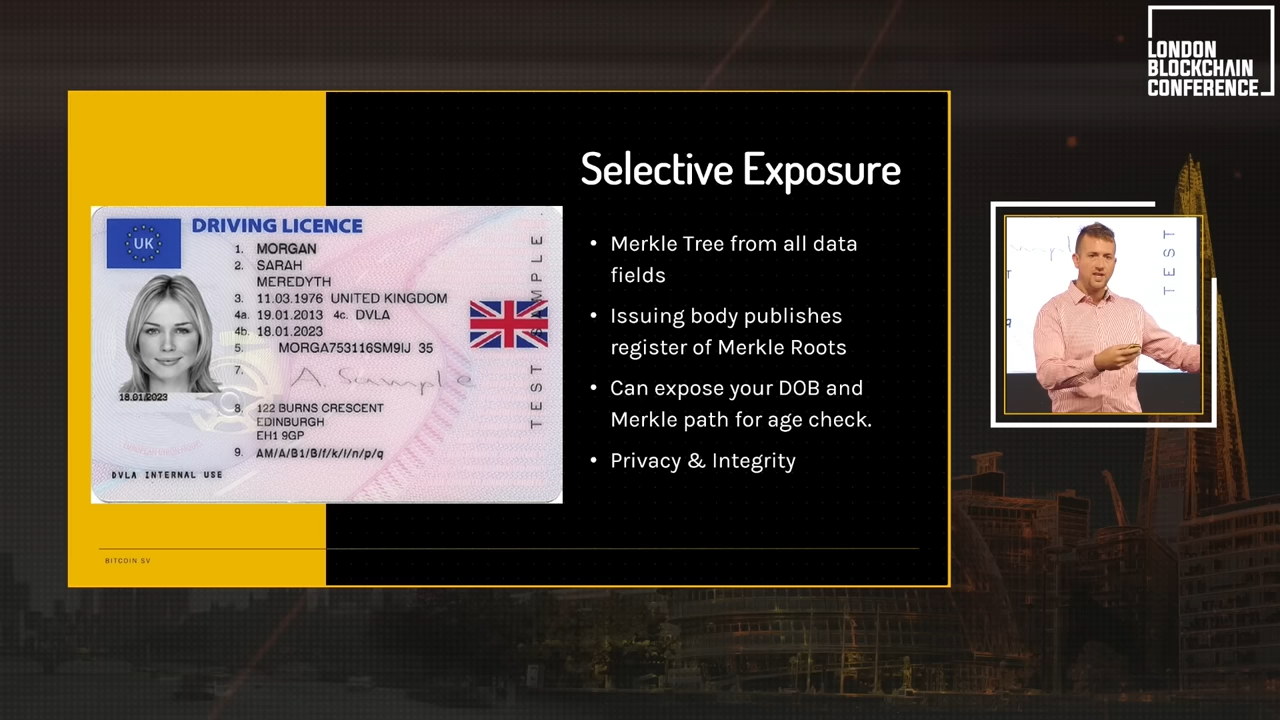 LONDON
BLOCKCHAIN
CONFERENCE
Selective Exposure
• Merkle Tree from all data
fields
• Issuing body publishes
register of Merkle Roots
• Can expose your DOB and
Merkle path for age check.
• Privacy & Integrity
UK
DRIVING LICENCE
1. MORGAN
2. SARAH
MEREDYTH
3. 11.03.1976 UNITED KINGDOM
4a. 19.01.2013 4c. DVLA
4b. 18.01.2023
5. MORGA753116SM9IJ 35
7. A. Sample
18.01.2023
8. 122 BURNS CRESCENT
EDINBURGH
EH1 9GP
9. AM/A/B1/B/f/k/l/n/p/q
DVLA INTERNAL USE
TEST SAMPLE
BITCOIN SV
TEST